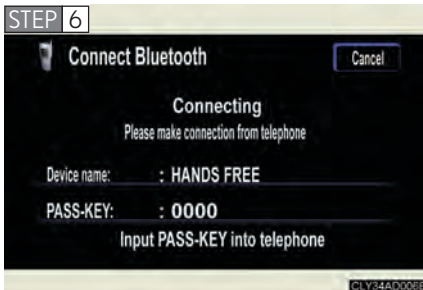 STEP 6
Connect Bluetooth
Cancel
Connecting
Please make connection from telephone
Device name: : HANDS FREE
PASS-KEY: : 0000
Input PASS-KEY into telephone
CLY34AD006B